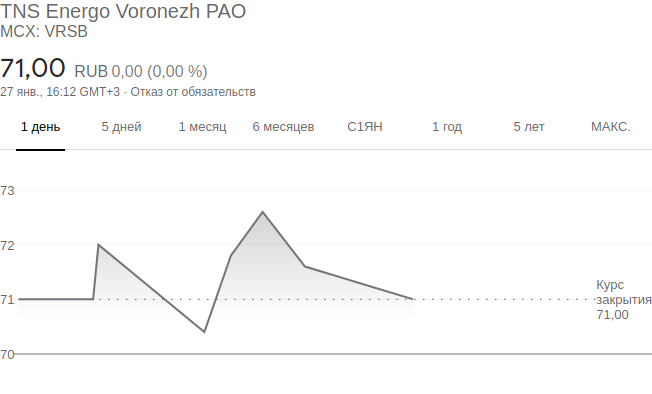 TNS Energo Voronezh PAO
MCX: VRSB
71,00 RUB 0,00 (0,00 %)
27 янв., 16:12 GMT+3 · Отказ от обязательств
1 день 5 дней 1 месяц 6 месяцев С1ЯН 1 год 5 лет МАКС.
73
72
71
70
Курс
закрытия
71,00